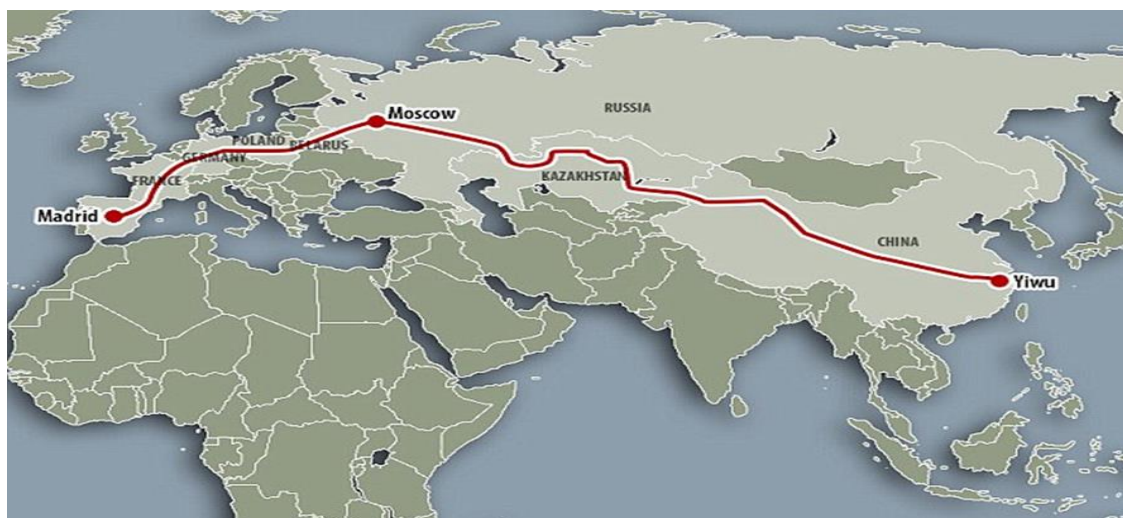 RUSSIA
Moscow
POLAND
BELARUS
GERMANY
KAZAKHSTAN
FRANCE
Madrid
CHINA
Yiwu